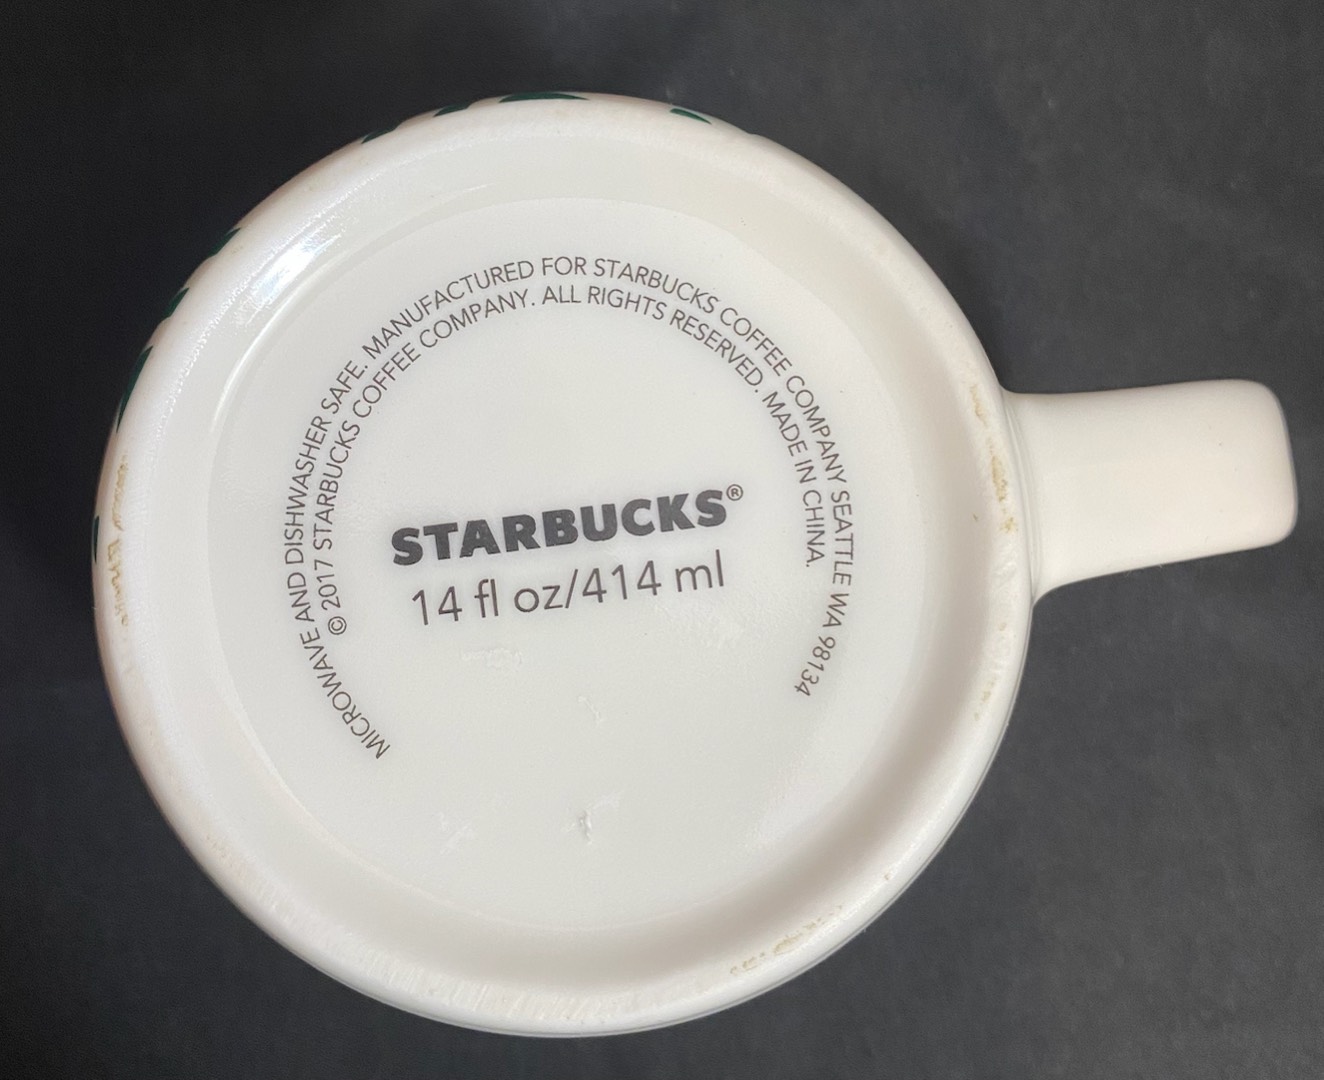 MICROWAVE AND DISHWASHER SAFE. MANUFACTURED FOR STARBUCKS COFFEE COMPANY SEATTLE WA 98134
© 2017 STARBUCKS COFFEE COMPANY. ALL RIGHTS RESERVED. MADE IN CHINA.
STARBUCKS®
14 fl oz/414 ml